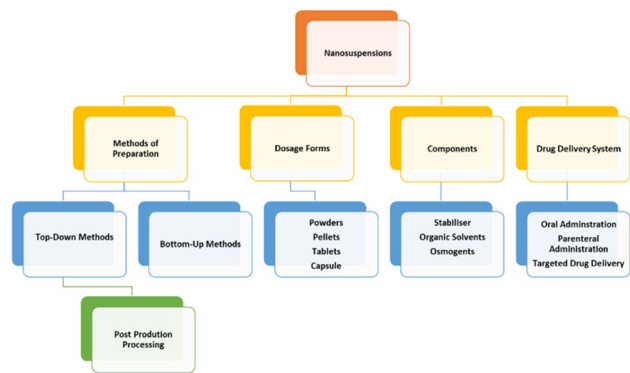 Nanosuspensions
Methods of
Preparation
Dosage Forms
Components
Drug Delivery System
Top-Down Methods
Bottom-Up Methods
Powders
Pellets
Tablets
Capsule
Stabiliser
Organic Solvents
Osmogents
Oral Adminstration
Parenteral
Administration
Targeted Drug Delivery
Post Prodution
Processing